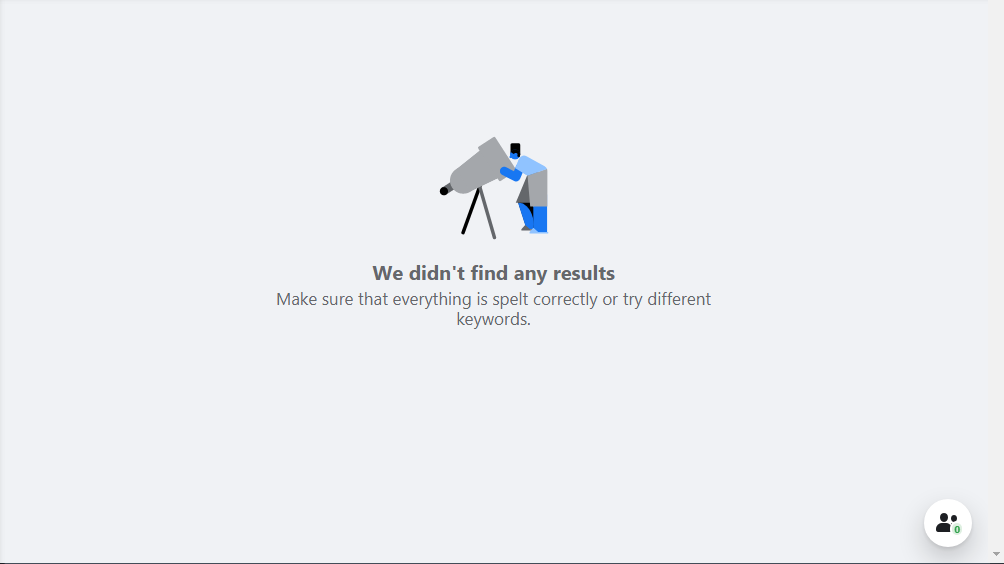 We didn't find any results
Make sure that everything is spelt correctly or try different
keywords.
0